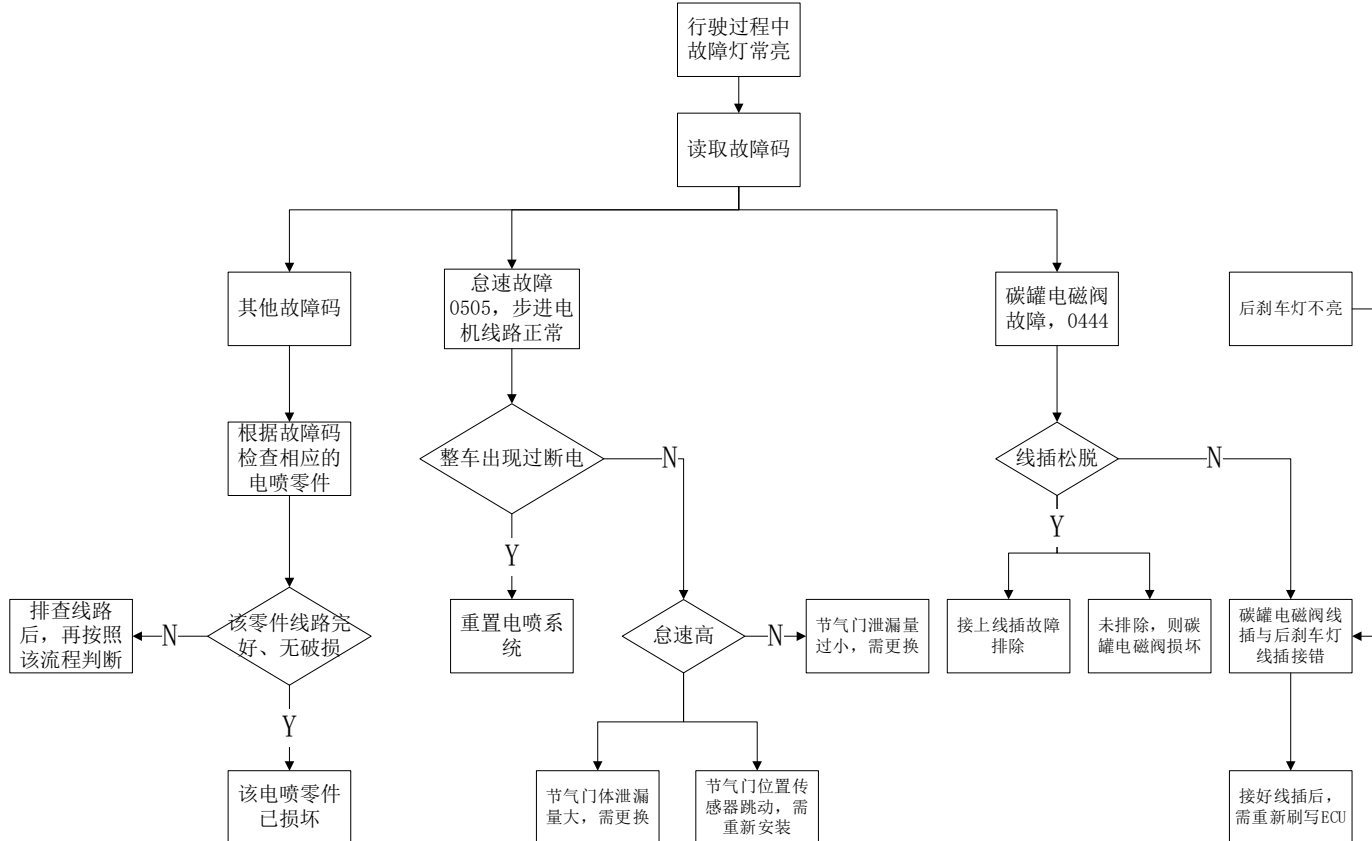 行驶过程中
故障灯常亮
读取故障码
其他故障码
怠速故障
0505，步进电
机线路正常
碳罐电磁阀
故障，0444
后刹车灯不亮
根据故障码
检查相应的
电喷零件
整车出现过断电
N
线插松脱
N
Y
Y
排查线路
后，再按照
该流程判断
N
该零件线路完
好、无破损
重置电喷系
统
怠速高
N
节气门泄漏量
过小，需更换
接上线插故障
排除
未排除，则碳
罐电磁阀损坏
碳罐电磁阀线
插与后刹车灯
线插接错
Y
该电喷零件
已损坏
节气门体泄漏
量大，需更换
节气门位置传
感器跳动，需
重新安装
接好线插后，
需重新刷写ECU